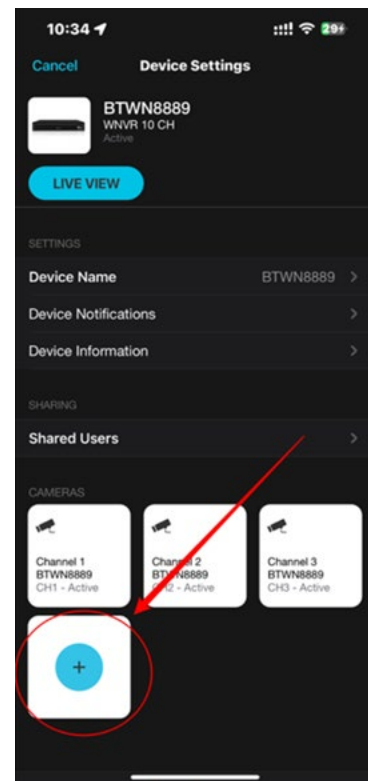 10:34
29
Cancel Device Settings
BTWN8889
WNVR 10 CH
Active
LIVE VIEW
SETTINGS
Device Name BTWN8889
Device Notifications
Device Information
SHARING
Shared Users
CAMERAS
Channel 1 Channel 2 Channel 3
BTWN8889 BTWN8889 BTWN8889
CH1 - Active CH2 - Active CH3 - Active
+